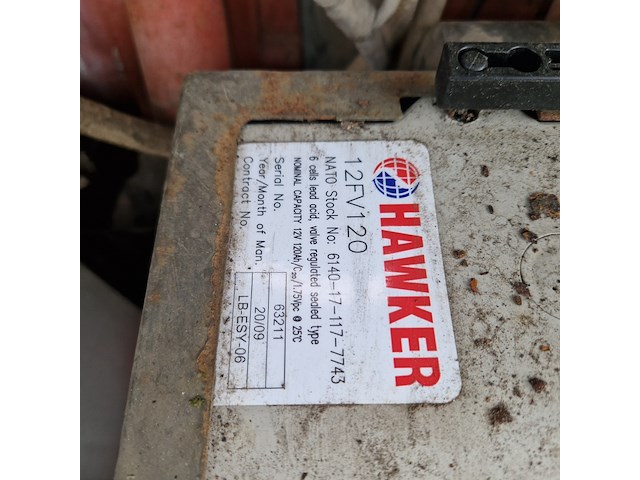 HAWKER
12FV120
NATO Stock No: 6140-17-117-7743
6 cells lead acid, valve regulated sealed type
NOMINAL CAPACITY 12V 120Ah/C₂₀/1.75Vpc @ 25°C
Serial No. 63211
Year/Month of Man. 20/09
Contract No. LB-ESY-06